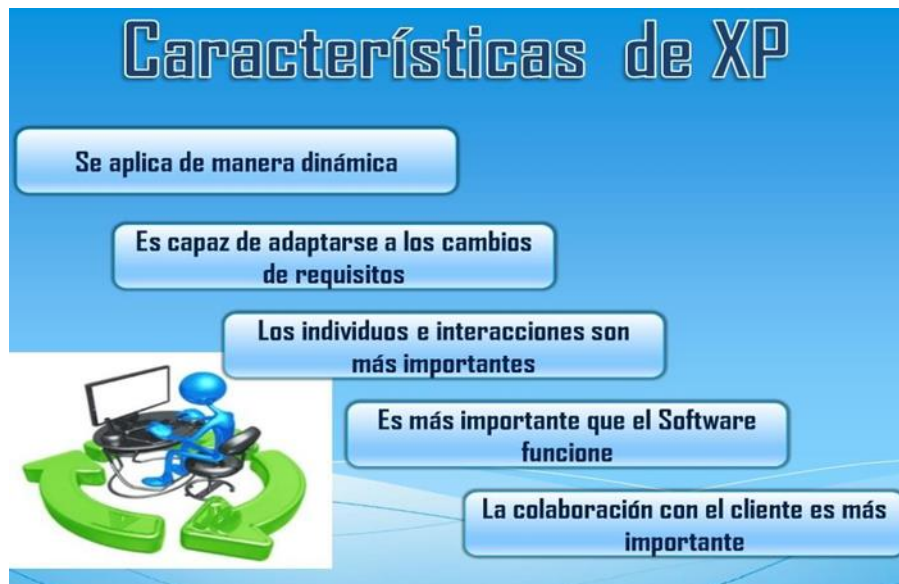 Características de XP
Se aplica de manera dinámica
Es capaz de adaptarse a los cambios
de requisitos
Los individuos e interacciones son
más importantes
Es más importante que el Software
funcione
La colaboración con el cliente es más
importante